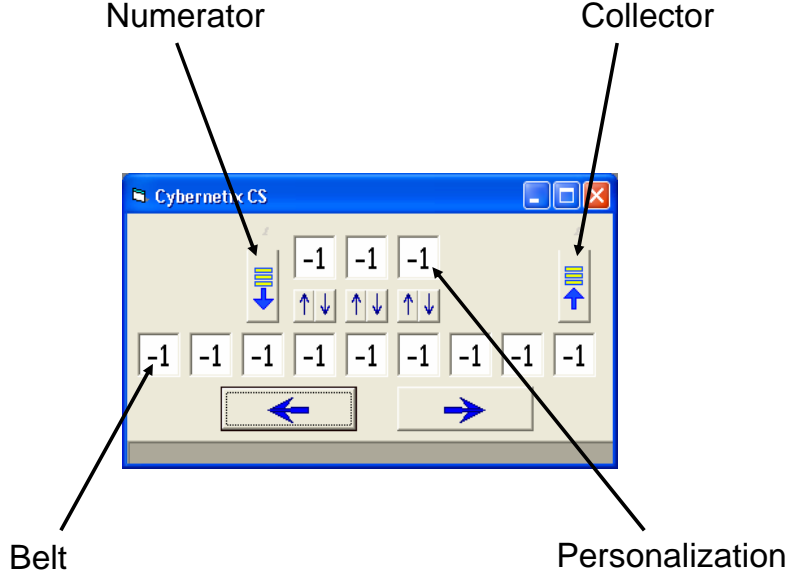 Numerator Collector
Cybernetix CS
-1 -1 -1
-1 -1 -1 -1 -1 -1 -1 -1 -1
Belt Personalization